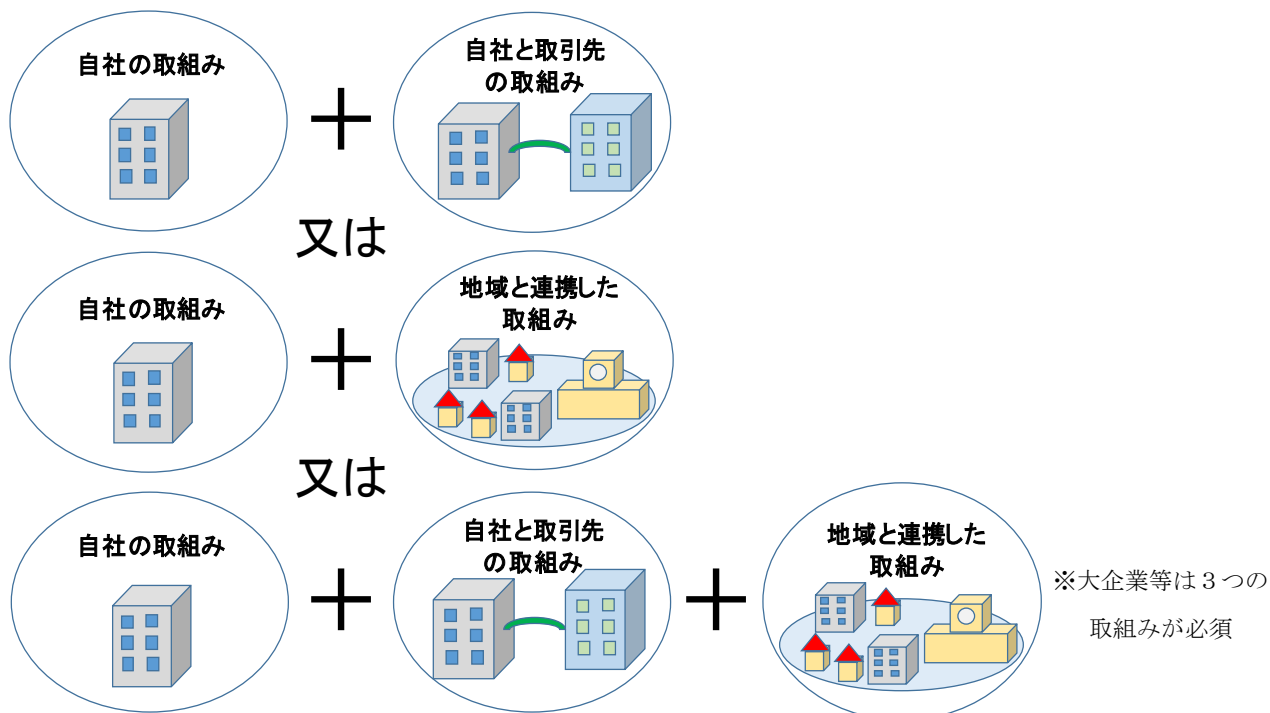 自社の取組み
＋
自社と取引先
の取組み
又は
自社の取組み
＋
地域と連携した
取組み
又は
自社の取組み
＋
自社と取引先
の取組み
＋
地域と連携した
取組み
※大企業等は３つの
取組みが必須